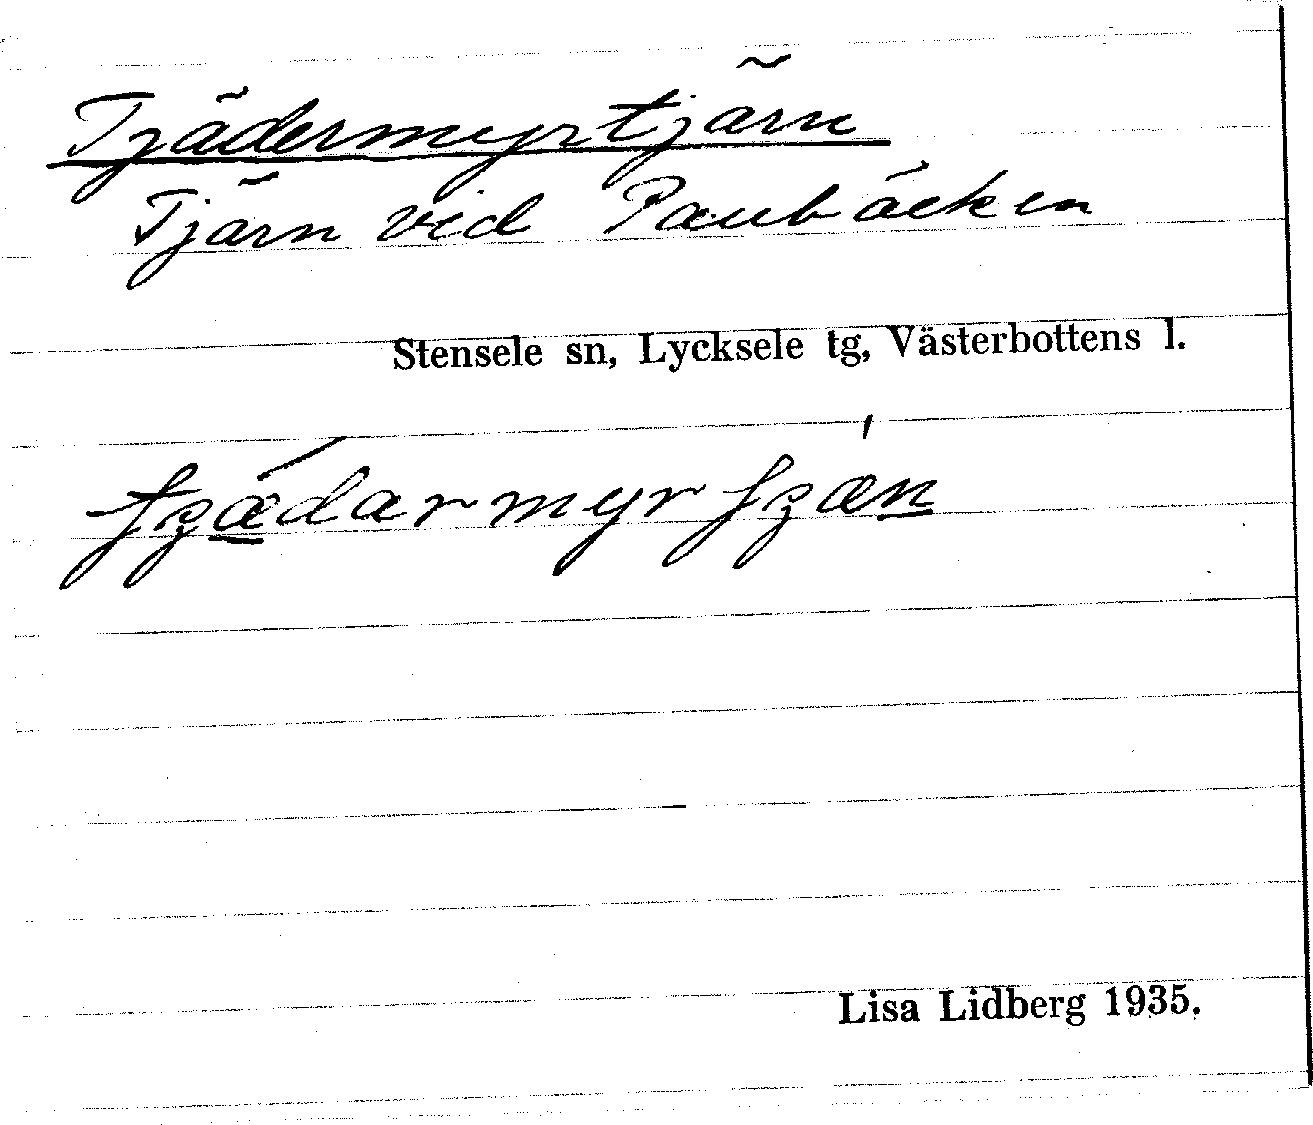 Tjädermyrtjärn
Tjärn vid Paubäcken
Stensele sn, Lycksele tg, Västerbottens l.
Lisa Lidberg 1935.